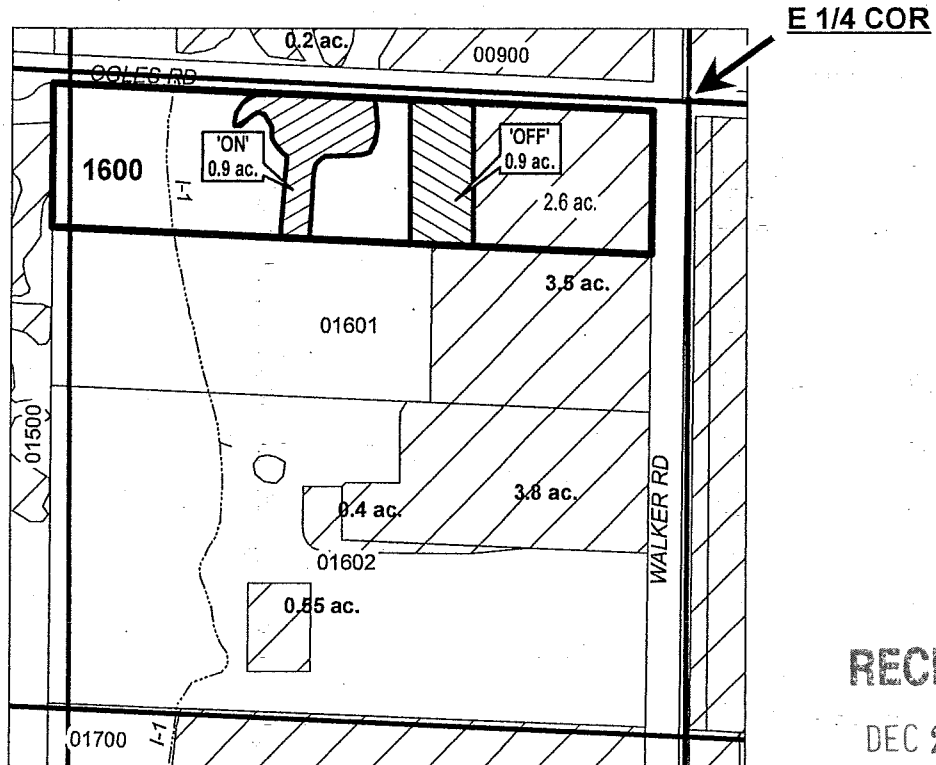 E 1/4 COR
0.2 ac.
00900
COLES RD
'ON'
0.9 ac.
'OFF'
0.9 ac.
1600
I-1
2.6 ac.
3.5 ac.
01601
01500
3.8 ac.
0.4 ac.
WALKER RD
01602
0.55 ac.
01700
I-1
DEC